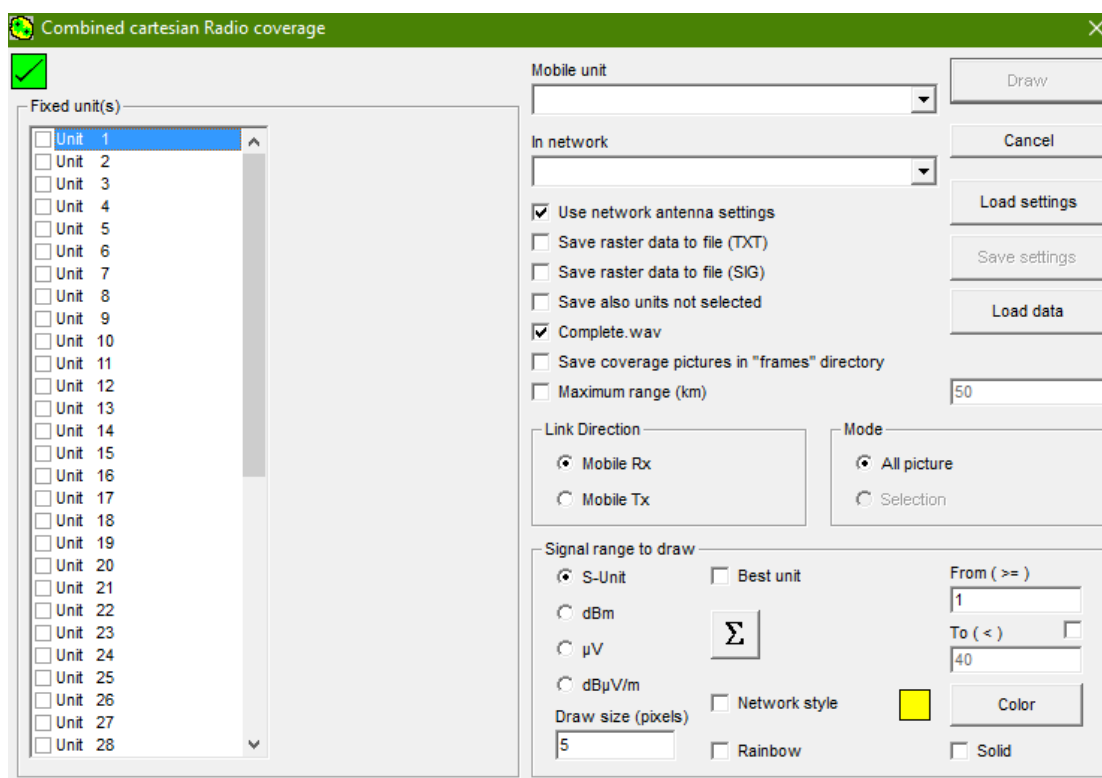 Combined cartesian Radio coverage
Fixed unit(s)
Unit 1
Unit 2
Unit 3
Unit 4
Unit 5
Unit 6
Unit 7
Unit 8
Unit 9
Unit 10
Unit 11
Unit 12
Unit 13
Unit 14
Unit 15
Unit 16
Unit 17
Unit 18
Unit 19
Unit 20
Unit 21
Unit 22
Unit 23
Unit 24
Unit 25
Unit 26
Unit 27
Unit 28
Mobile unit
In network
Use network antenna settings
Save raster data to file (TXT)
Save raster data to file (SIG)
Save also units not selected
Complete.wav
Save coverage pictures in "frames" directory
Maximum range (km)
50
Draw
Cancel
Load settings
Save settings
Load data
Link Direction
Mobile Rx
Mobile Tx
Mode
All picture
Selection
Signal range to draw
S-Unit
dBm
µV
dBµV/m
Draw size (pixels)
5
Best unit
Σ
Network style
Rainbow
From ( >= )
1
To ( < )
40
Color
Solid